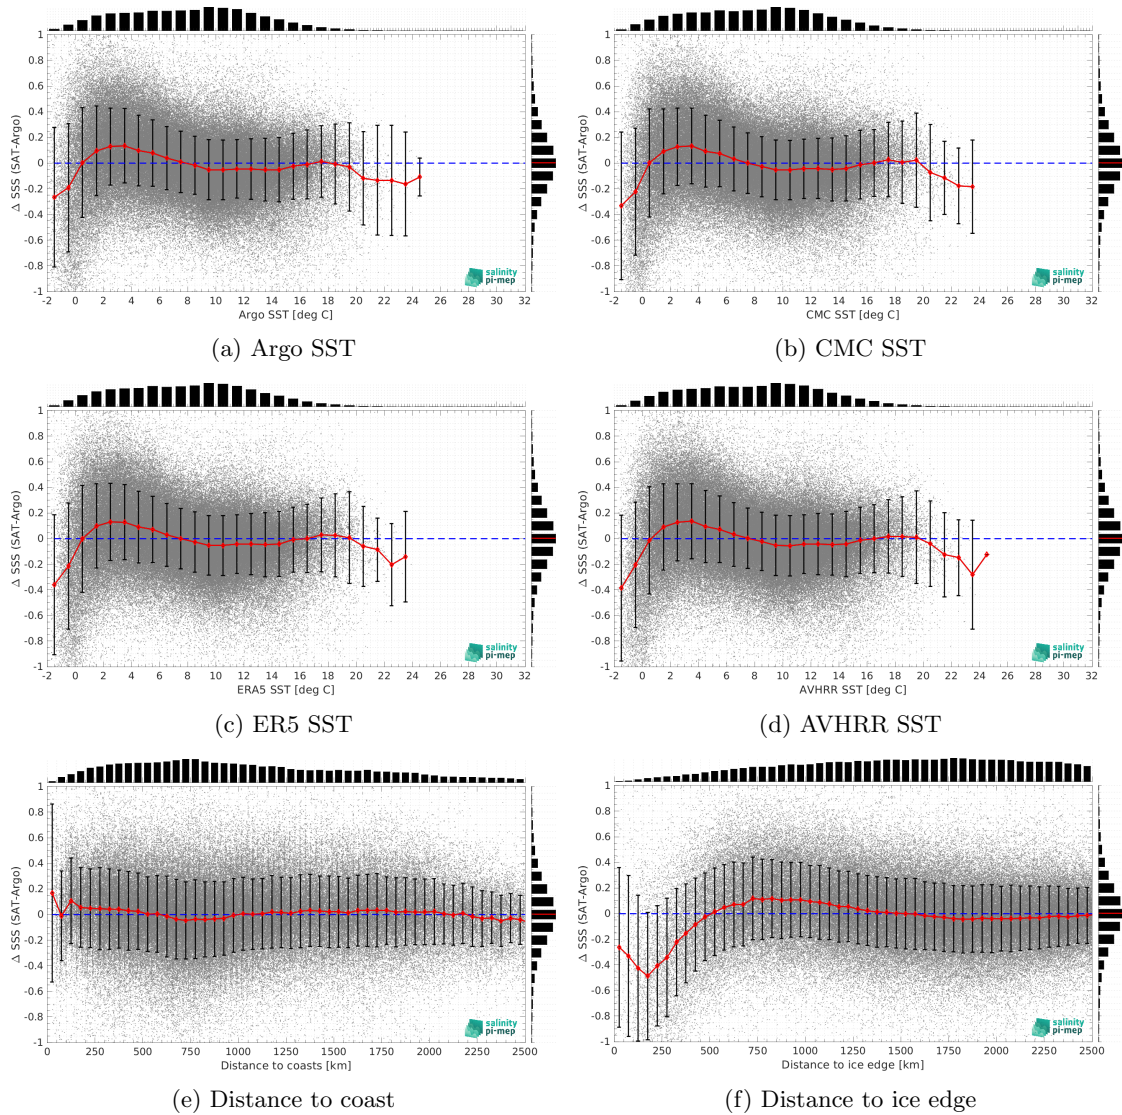 1
0.8
0.6
0.4
0.2
0
-0.2
-0.4
-0.6
-0.8
-1
Δ SSS (SAT-Argo)
salinity
pi-mep
-2 0 2 4 6 8 10 12 14 16 18 20 22 24 26 28 30 32
Argo SST [deg C]
(a) Argo SST
1
0.8
0.6
0.4
0.2
0
-0.2
-0.4
-0.6
-0.8
-1
Δ SSS (SAT-Argo)
salinity
pi-mep
-2 0 2 4 6 8 10 12 14 16 18 20 22 24 26 28 30 32
CMC SST [deg C]
(b) CMC SST
1
0.8
0.6
0.4
0.2
0
-0.2
-0.4
-0.6
-0.8
-1
Δ SSS (SAT-Argo)
salinity
pi-mep
-2 0 2 4 6 8 10 12 14 16 18 20 22 24 26 28 30 32
ERA5 SST [deg C]
(c) ER5 SST
1
0.8
0.6
0.4
0.2
0
-0.2
-0.4
-0.6
-0.8
-1
Δ SSS (SAT-Argo)
salinity
pi-mep
-2 0 2 4 6 8 10 12 14 16 18 20 22 24 26 28 30 32
AVHRR SST [deg C]
(d) AVHRR SST
1
0.8
0.6
0.4
0.2
0
-0.2
-0.4
-0.6
-0.8
-1
Δ SSS (SAT-Argo)
salinity
pi-mep
0 250 500 750 1000 1250 1500 1750 2000 2250 2500
Distance to coasts [km]
(e) Distance to coast
1
0.8
0.6
0.4
0.2
0
-0.2
-0.4
-0.6
-0.8
-1
Δ SSS (SAT-Argo)
salinity
pi-mep
0 250 500 750 1000 1250 1500 1750 2000 2250 2500
Distance to ice edge [km]
(f) Distance to ice edge